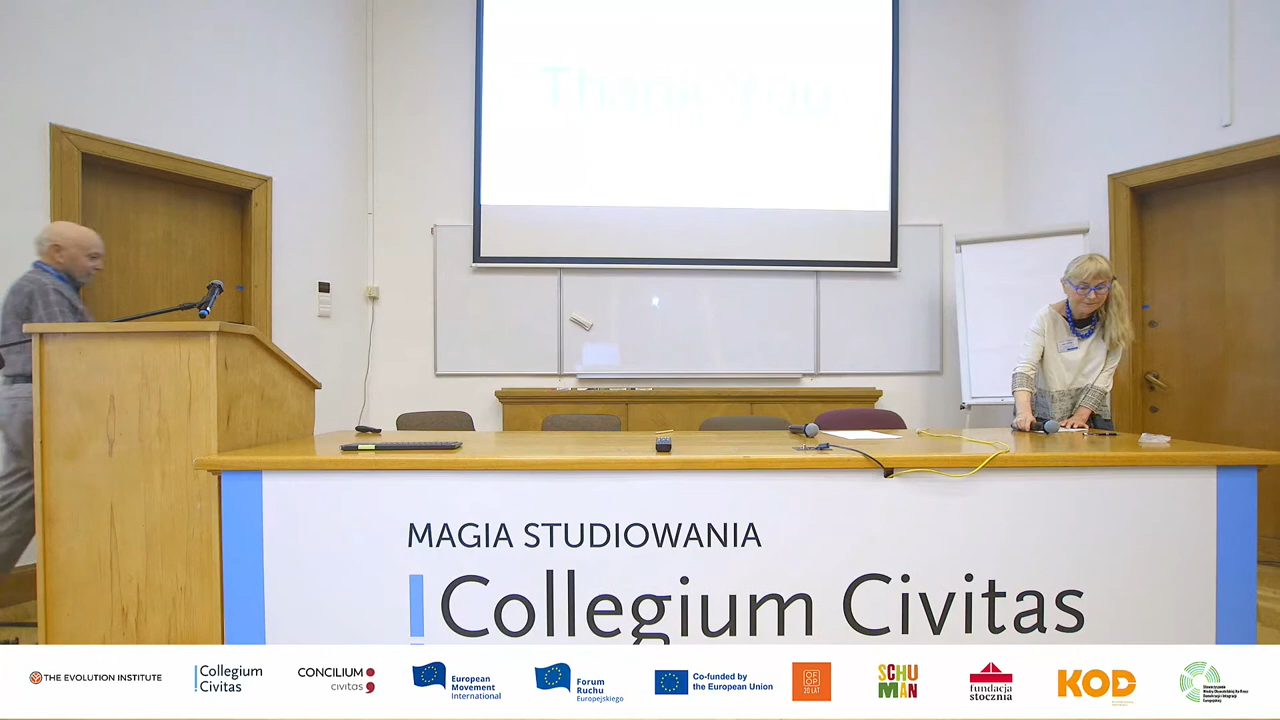 Thank You
MAGIA STUDIOWANIA
Collegium Civitas
THE EVOLUTION INSTITUTE
Collegium
Civitas
CONCILIUM
civitas
European
Movement
International
Forum
Ruchu
Europejskiego
Co-funded by
the European Union
OF
OP
20 LAT
SCHU
MAN
fundacja
stocznia
KOD